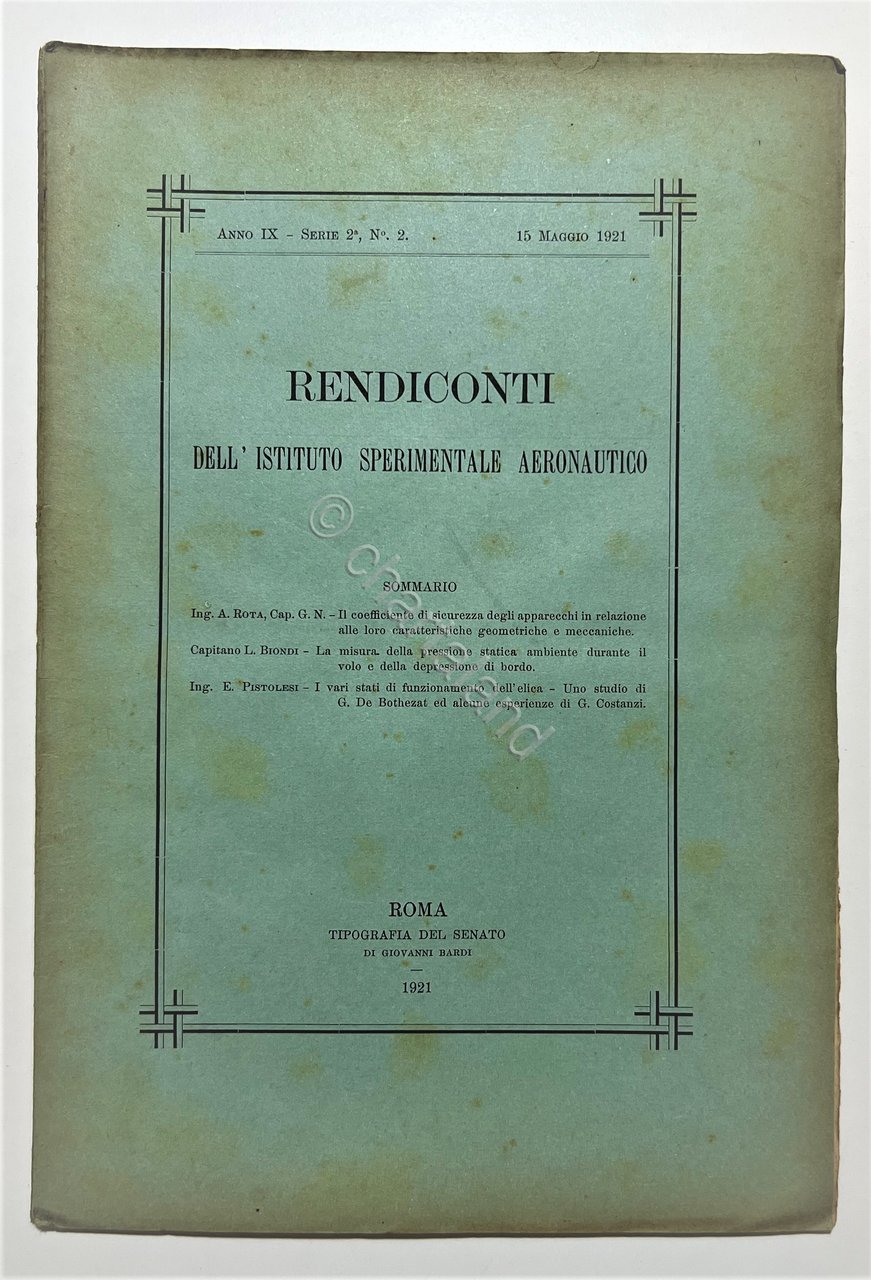 Anno IX - Serie 2ª, Nº. 2. 15 Maggio 1921
RENDICONTI
DELL' ISTITUTO SPERIMENTALE AERONAUTICO
SOMMARIO
Ing. A. Rota, Cap. G. N. - Il coefficiente di sicurezza degli apparecchi in relazione
alle loro caratteristiche geometriche e meccaniche.
Capitano L. Biondi - La misura della pressione statica ambiente durante il
volo e della depressione di bordo.
Ing. E. Pistolesi - I vari stati di funzionamento dell'elica - Uno studio di
G. De Bothezat ed alcune esperienze di G. Costanzi.
ROMA
TIPOGRAFIA DEL SENATO
DI GIOVANNI BARDI
1921
© chartaland